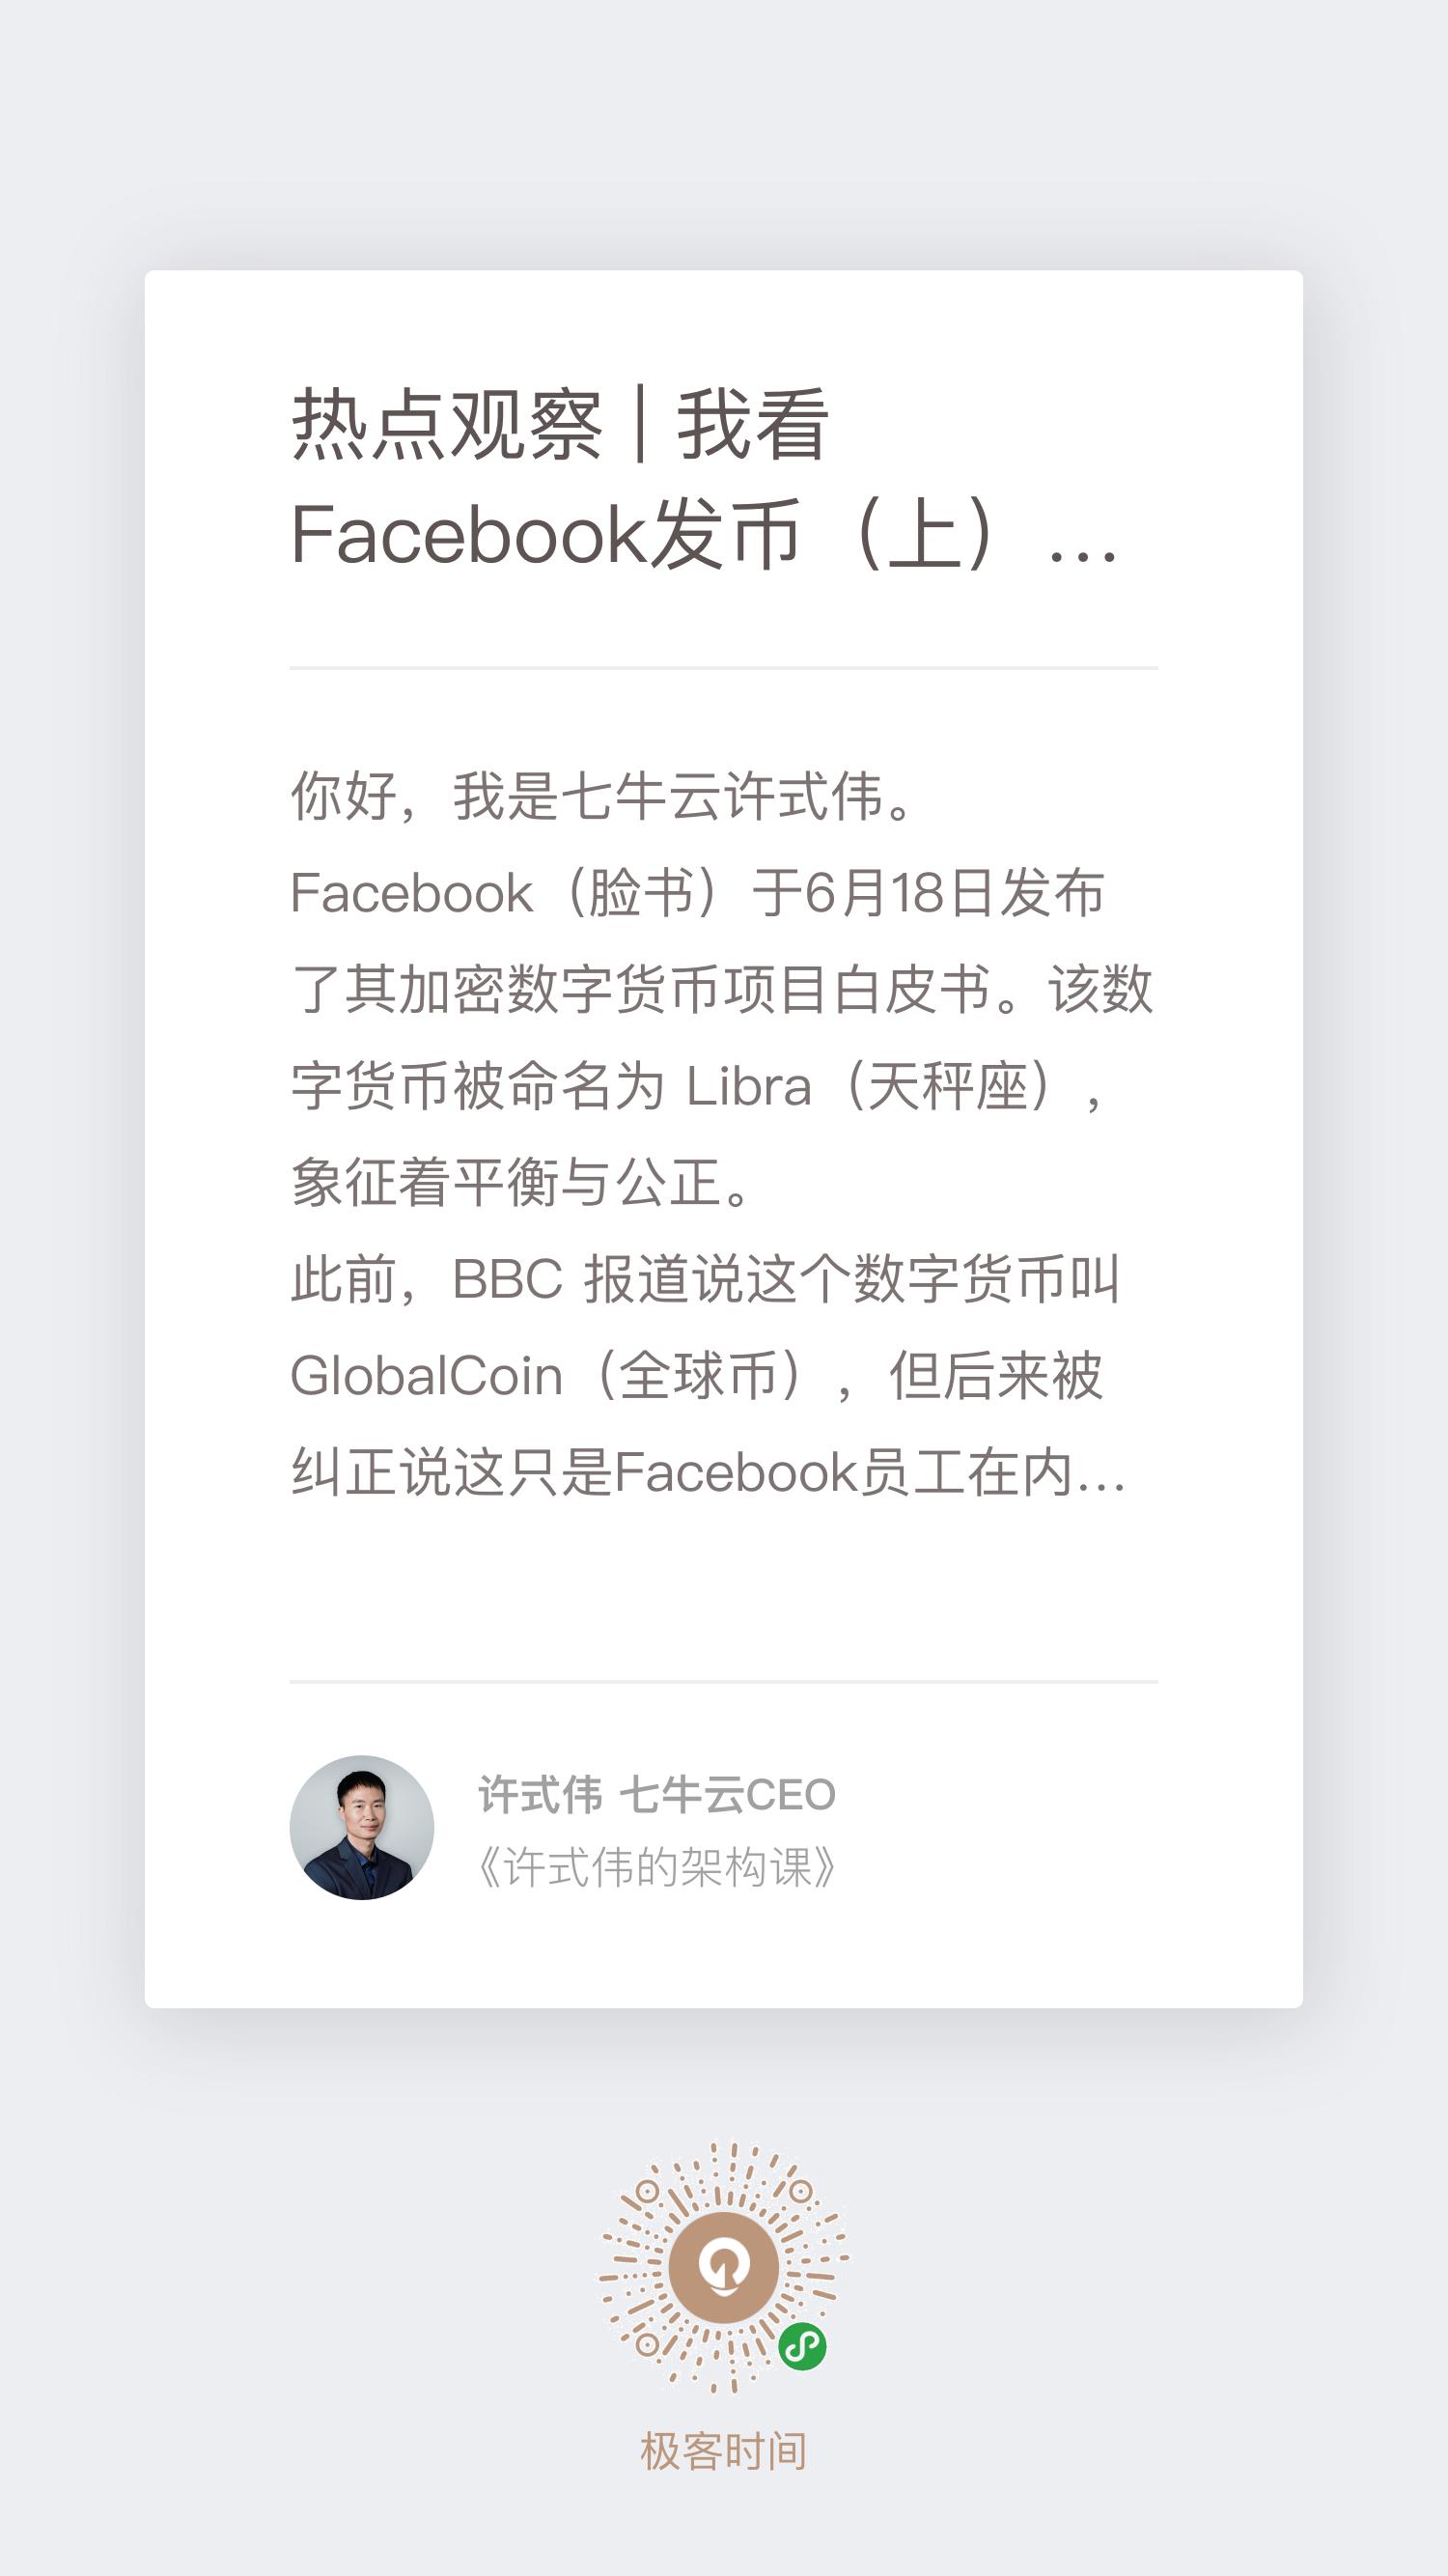 热点观察 | 我看
Facebook发币（上）…
你好，我是七牛云许式伟。
Facebook（脸书）于6月18日发布
了其加密数字货币项目白皮书。该数
字货币被命名为 Libra（天秤座），
象征着平衡与公正。
此前，BBC 报道说这个数字货币叫
GlobalCoin（全球币），但后来被
纠正说这只是Facebook员工在内…
许式伟 七牛云CEO
《许式伟的架构课》
极客时间